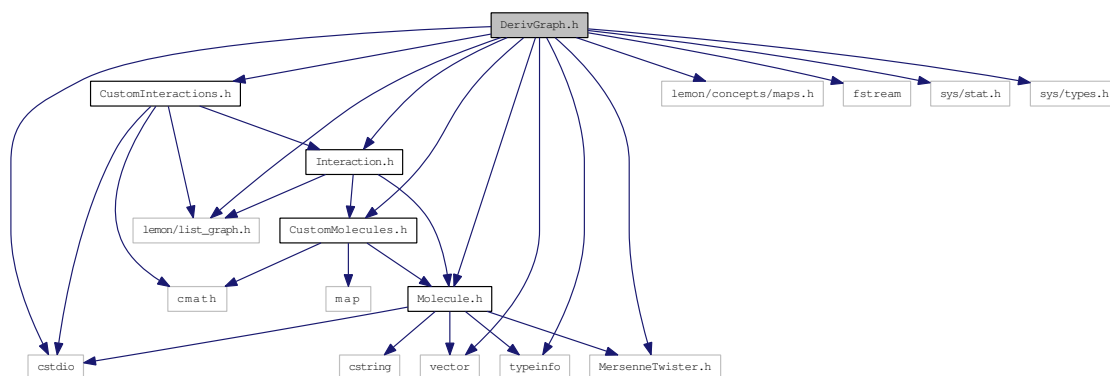 DerivGraph.h
CustomInteractions.h
lemon/concepts/maps.h
fstream
sys/stat.h
sys/types.h
Interaction.h
lemon/list_graph.h
CustomMolecules.h
cmath
map
Molecule.h
cstdio
cstring
vector
typeinfo
MersenneTwister.h